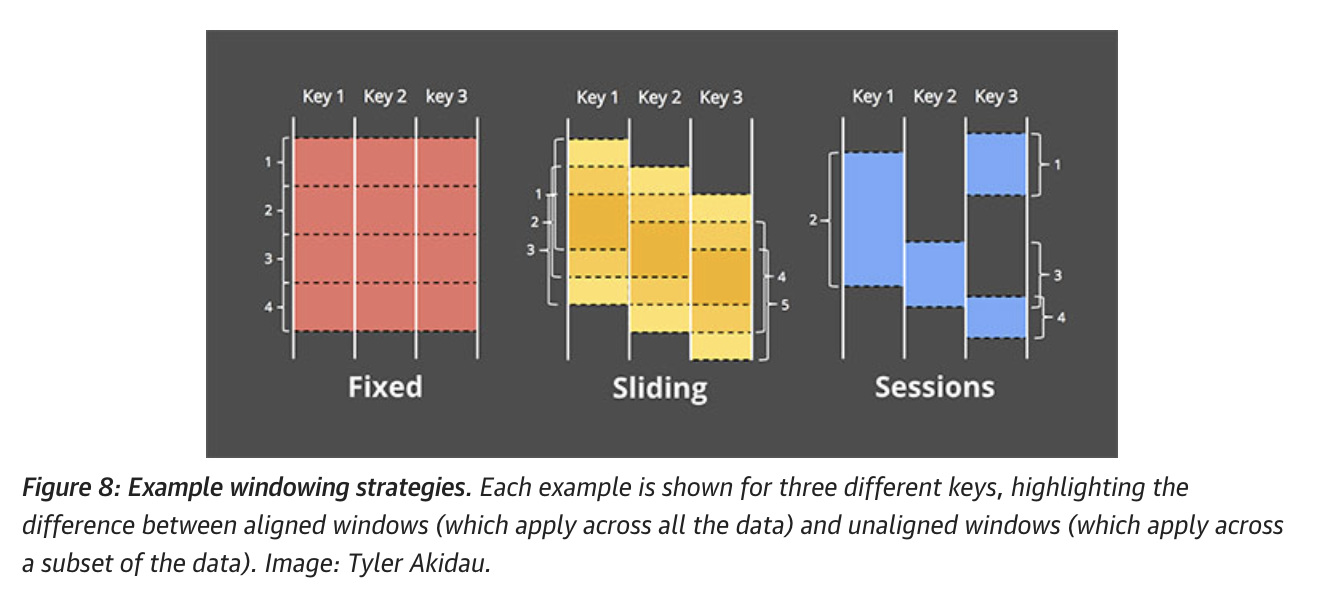 Key 1 Key 2 key 3
1
2
3
4
Fixed
Key 1 Key 2 Key 3
1
2
3
4
5
Sliding
Key 1 Key 2 Key 3
1
2
3
4
Sessions
Figure 8: Example windowing strategies. Each example is shown for three different keys, highlighting the
difference between aligned windows (which apply across all the data) and unaligned windows (which apply across
a subset of the data). Image: Tyler Akidau.